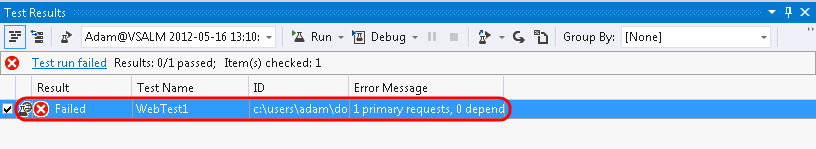 Test Results
Adam@VSALM 2012-05-16 13:10: Run Debug Group By: [None]
Test run failed Results: 0/1 passed; Item(s) checked: 1
Result Test Name ID Error Message
Failed WebTest1 c:\users\adam\do 1 primary requests, 0 depend